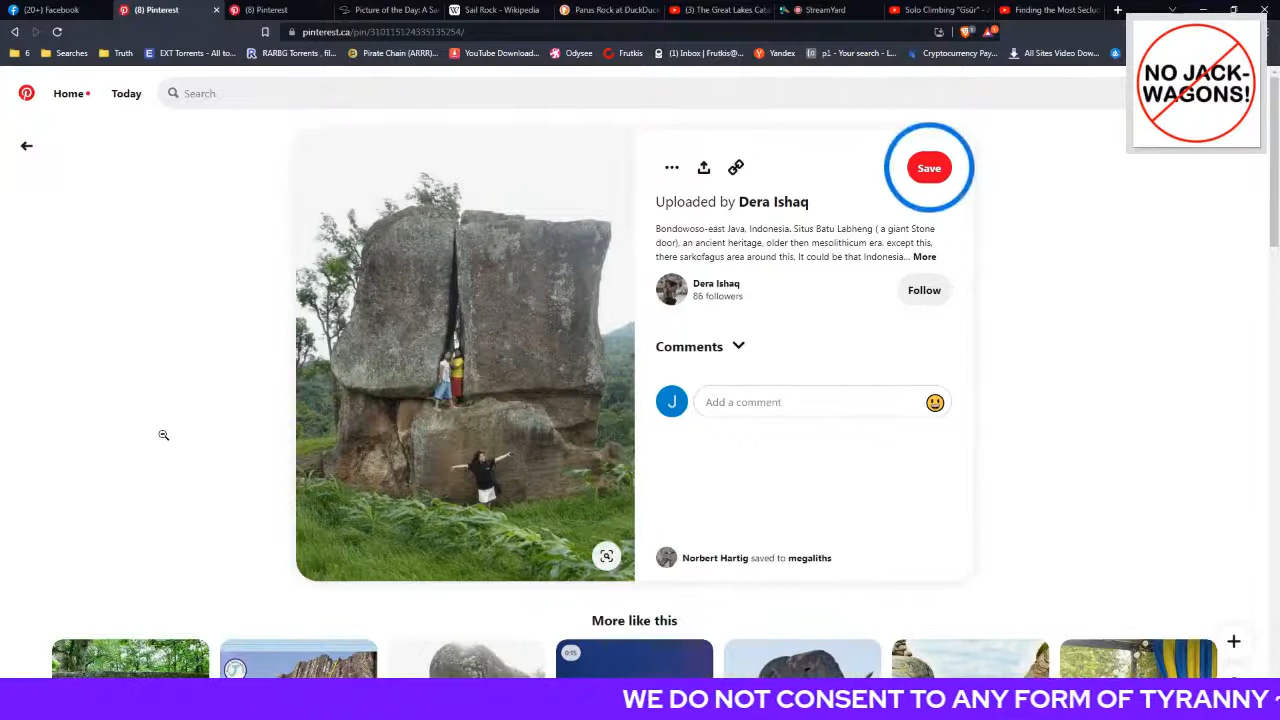 (20+) Facebook
(8) Pinterest
(8) Pinterest
Picture of the Day: A Sa
Sail Rock - Wikipedia
Parus Rock at DuckDuc
(3) The Great Lakes Cat
StreamYard
Solo Climbing "Gsür" -
Finding the Most Seclu
pinterest.ca/pin/310115124335135254/
6
Searches
Truth
EXT Torrents - All to...
RARBG Torrents , fil...
Pirate Chain (ARRR)...
YouTube Download...
Odysee
Frutkis
(1) Inbox | Frutkis@...
Yandex
p1 - Your search - L...
Cryptocurrency Pay...
All Sites Video Dow...
NO JACK-
WAGONS!
Home
Today
Search
Save
Uploaded by Dera Ishaq
Bondowoso-east Java, Indonesia. Situs Batu Labheng ( a giant Stone
door), an ancient heritage, older then mesolithicum era. except this,
there sarkofagus area around this, It could be that Indonesia... More
Dera Ishaq
86 followers
Follow
Comments
J
Add a comment
Norbert Hartig saved to megaliths
More like this
0:15
WE DO NOT CONSENT TO ANY FORM OF TYRANNY